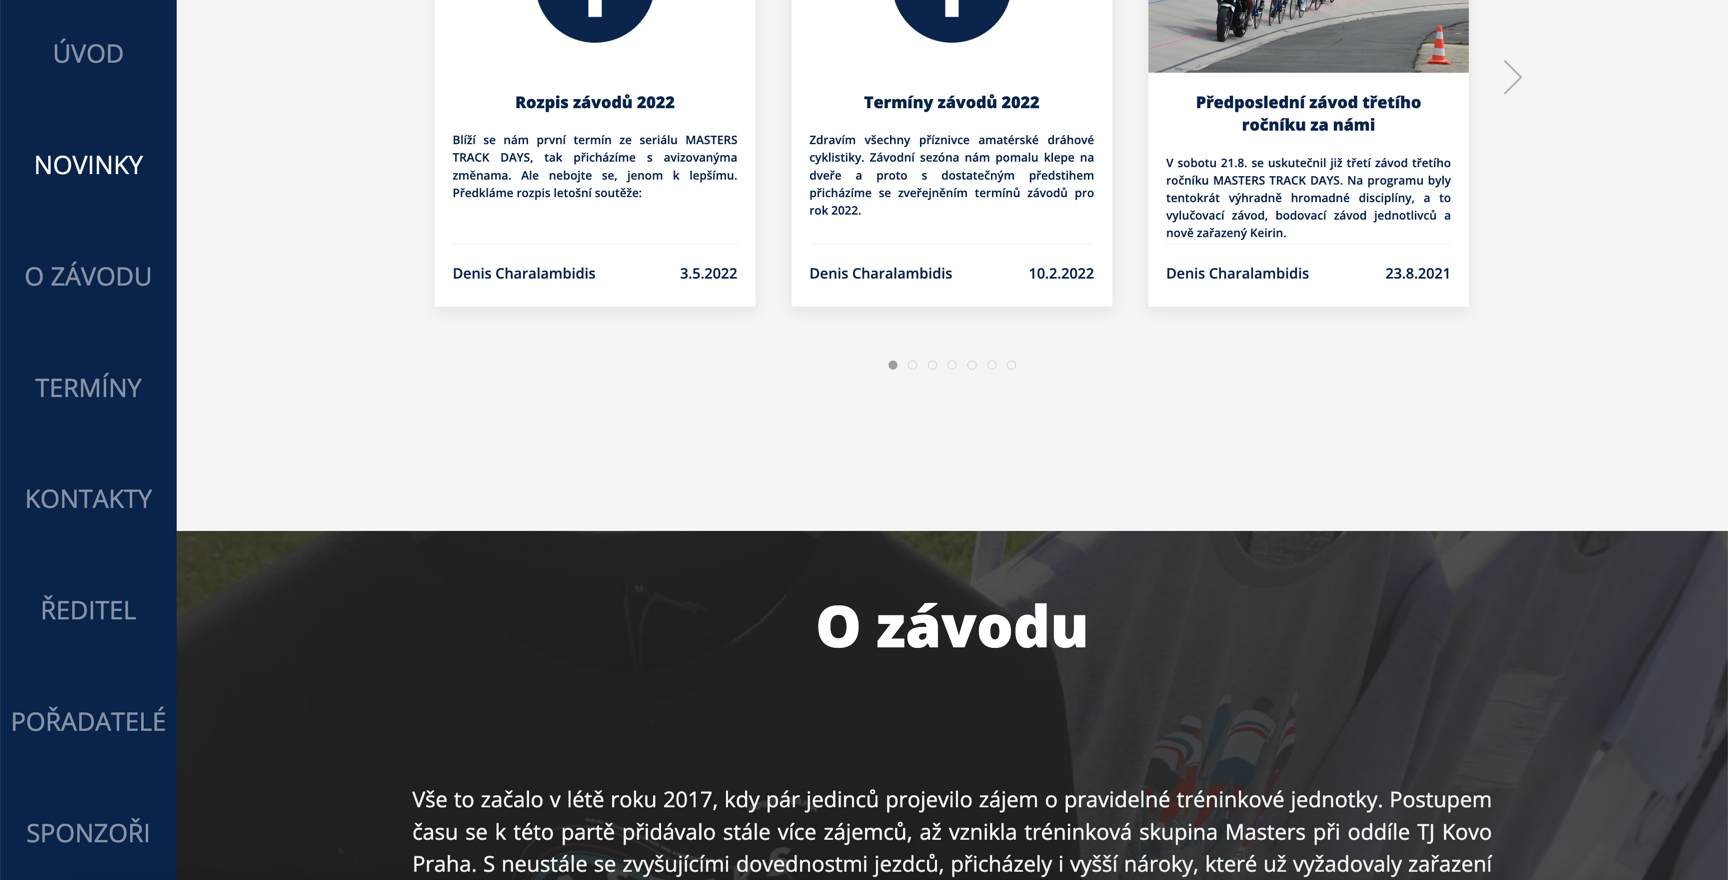 ÚVOD
NOVINKY
O ZÁVODU
TERMÍNY
KONTAKTY
ŘEDITEL
POŘADATELÉ
SPONZOŘI
Rozpis závodů 2022
Blíží se nám první termín ze seriálu MASTERS
TRACK DAYS, tak přicházíme s avizovanýma
změnama. Ale nebojte se, jenom k lepšímu.
Předkláme rozpis letošní soutěže:
Denis Charalambidis 3.5.2022
Termíny závodů 2022
Zdravím všechny příznivce amatérské dráhové
cyklistiky. Závodní sezóna nám pomalu klepe na
dveře a proto s dostatečným předstihem
přicházíme se zveřejněním termínů závodů pro
rok 2022.
Denis Charalambidis 10.2.2022
Předposlední závod třetího
ročníku za námi
V sobotu 21.8. se uskutečnil již třetí závod třetího
ročníku MASTERS TRACK DAYS. Na programu byly
tentokrát výhradně hromadné disciplíny, a to
vylučovací závod, bodovací závod jednotlivců a
nově zařazený Keirin.
Denis Charalambidis 23.8.2021
O závodu
Vše to začalo v létě roku 2017, kdy pár jedinců projevilo zájem o pravidelné tréninkové jednotky. Postupem
času se k této partě přidávalo stále více zájemců, až vznikla tréninková skupina Masters při oddíle TJ Kovo
Praha. S neustále se zvyšujícími dovednostmi jezdců, přicházely i vyšší nároky, které už vyžadovaly zařazení